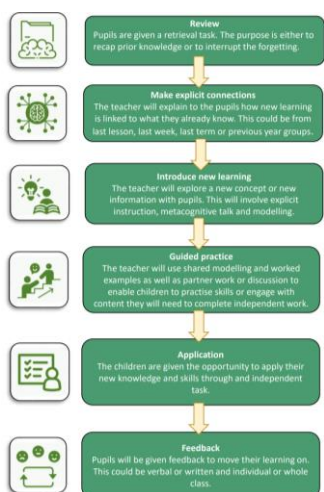 Review
Pupils are given a retrieval task. The purpose is either to
recap prior knowledge or to interrupt the forgetting.
Make explicit connections
The teacher will explain to the pupils how new learning
is linked to what they already know. This could be from
last lesson, last week, last term or previous year groups.
Introduce new learning
The teacher will explore a new concept or new
information with pupils. This will involve explicit
instruction, metacognitive talk and modelling.
Guided practice
The teacher will use shared modelling and worked
examples as well as partner work or discussion to
enable children to practise skills or engage with
content they will need to complete independent work.
Application
The children are given the opportunity to apply their
new knowledge and skills through and independent
task.
Feedback
Pupils will be given feedback to move their learning on.
This could be verbal or written and individual or whole
class.